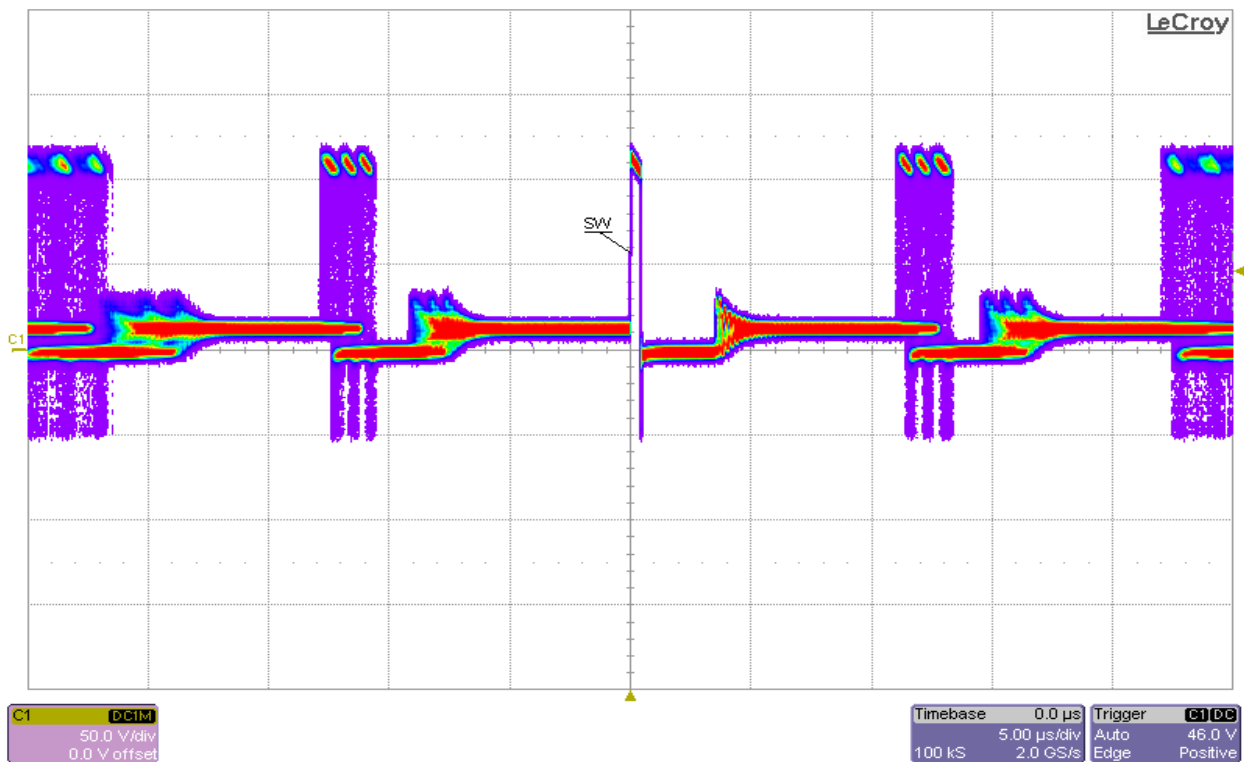 LeCroy
SW
C1
C1 DC1M
50.0 V/div
0.0 V offset
Timebase 0.0 µs
5.00 µs/div
100 kS 2.0 GS/s
Trigger C1 DC
Auto 46.0 V
Edge Positive